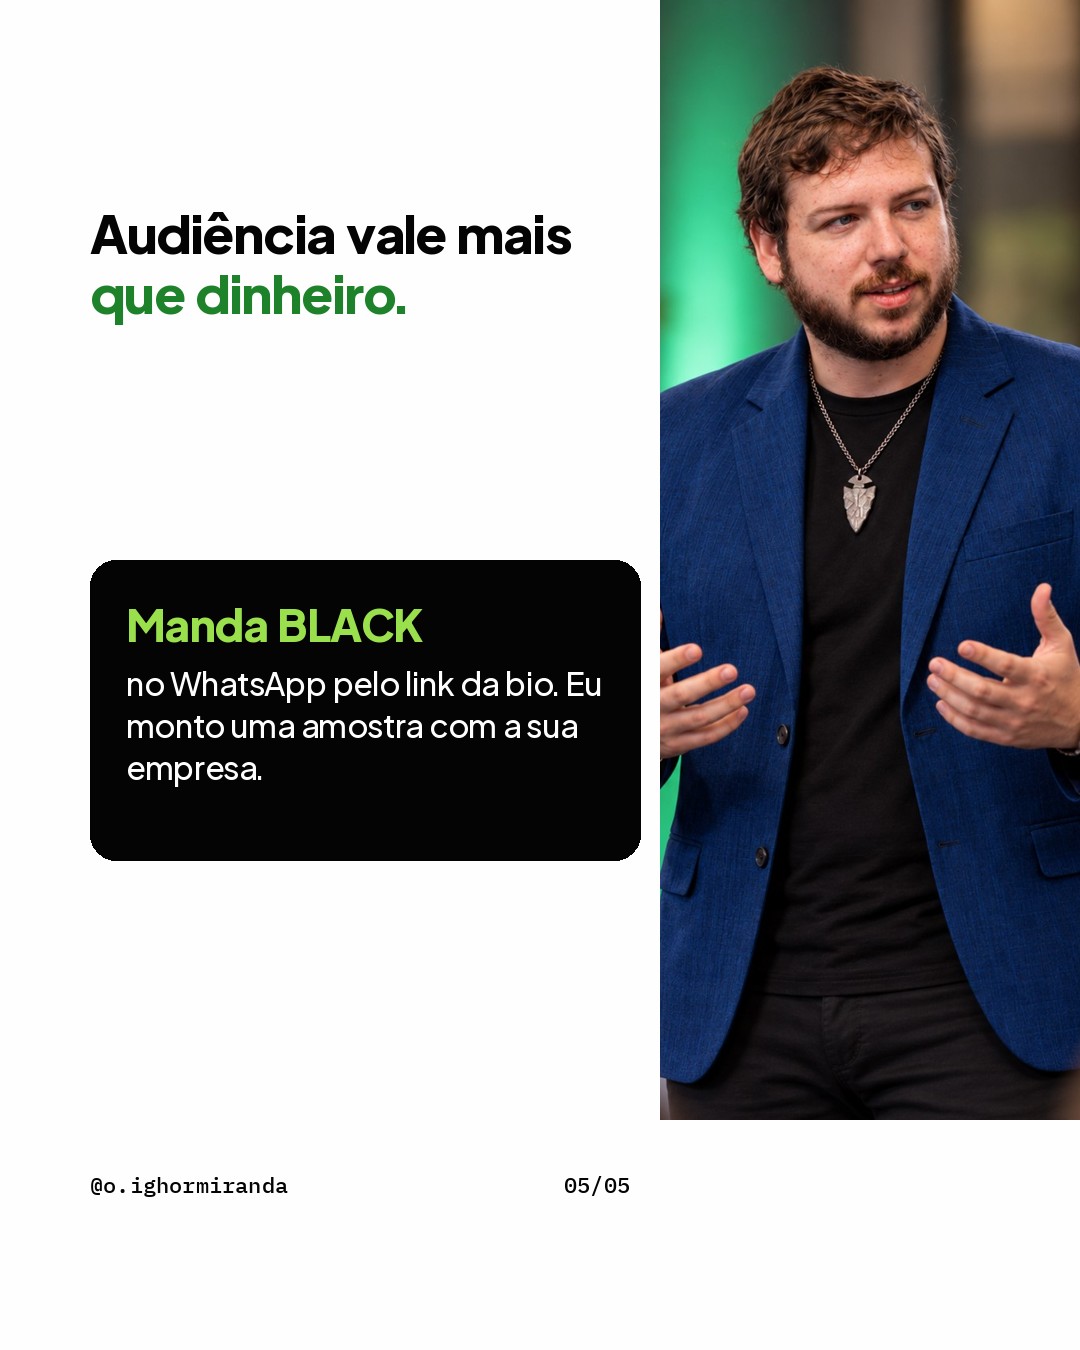 Audiência vale mais
que dinheiro.
Manda BLACK
no WhatsApp pelo link da bio. Eu
monto uma amostra com a sua
empresa.
@o.ighormiranda
05/05